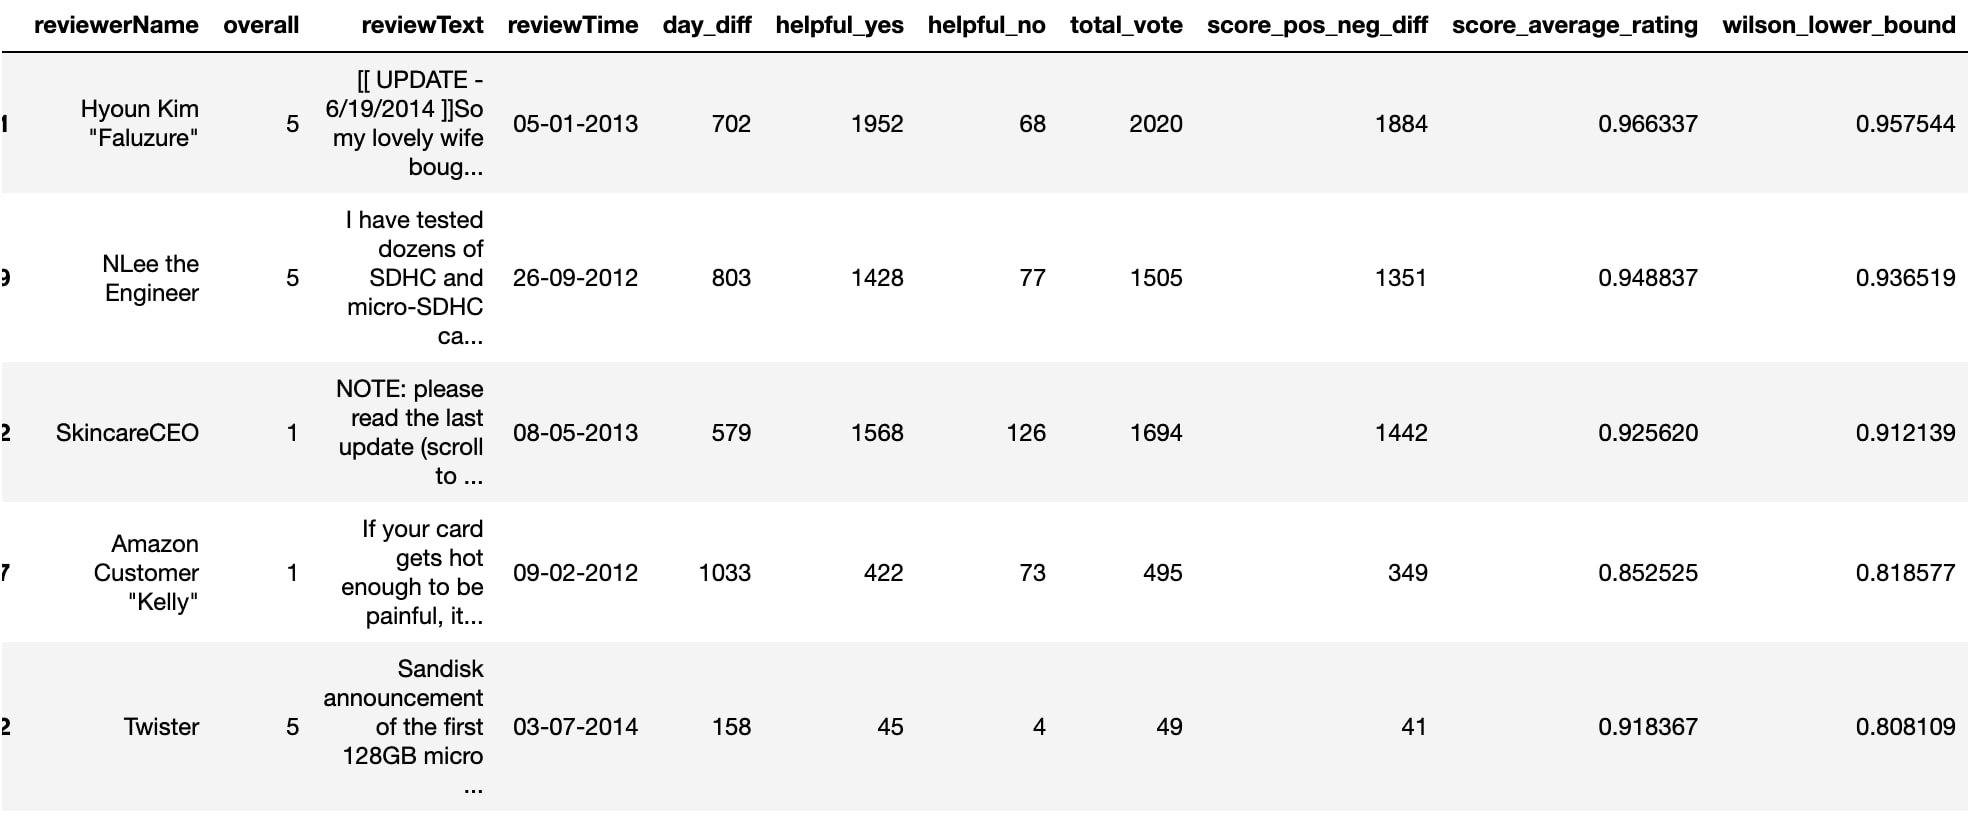 reviewerName overall reviewText reviewTime day_diff helpful_yes helpful_no total_vote score_pos_neg_diff score_average_rating wilson_lower_bound
Hyoun Kim "Faluzure" 5 [[ UPDATE - 6/19/2014 ]]So my lovely wife boug... 05-01-2013 702 1952 68 2020 1884 0.966337 0.957544
NLee the Engineer 5 I have tested dozens of SDHC and micro-SDHC ca... 26-09-2012 803 1428 77 1505 1351 0.948837 0.936519
SkincareCEO 1 NOTE: please read the last update (scroll to ... 08-05-2013 579 1568 126 1694 1442 0.925620 0.912139
Amazon Customer "Kelly" 1 If your card gets hot enough to be painful, it... 09-02-2012 1033 422 73 495 349 0.852525 0.818577
Twister 5 Sandisk announcement of the first 128GB micro ... 03-07-2014 158 45 4 49 41 0.918367 0.808109